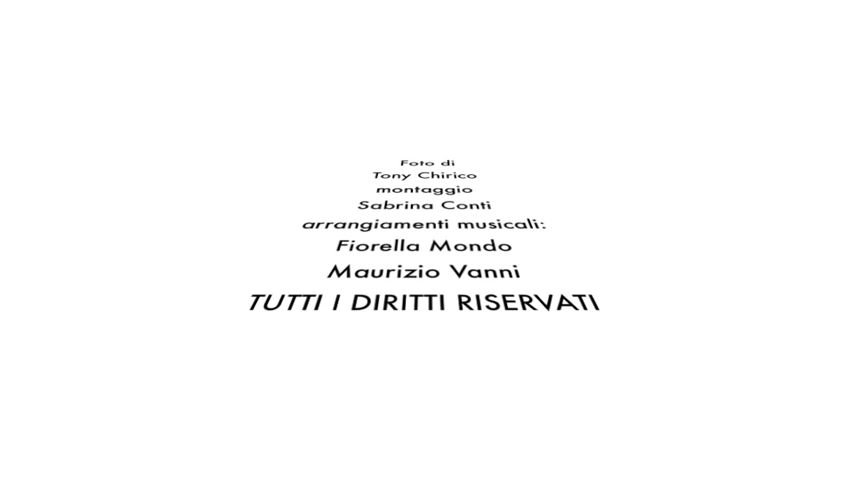 Foto di
Tony Chirico
montaggio
Sabrina Conti
arrangiamenti musicali:
Fiorella Mondo
Maurizio Vanni
TUTTI I DIRITTI RISERVATI